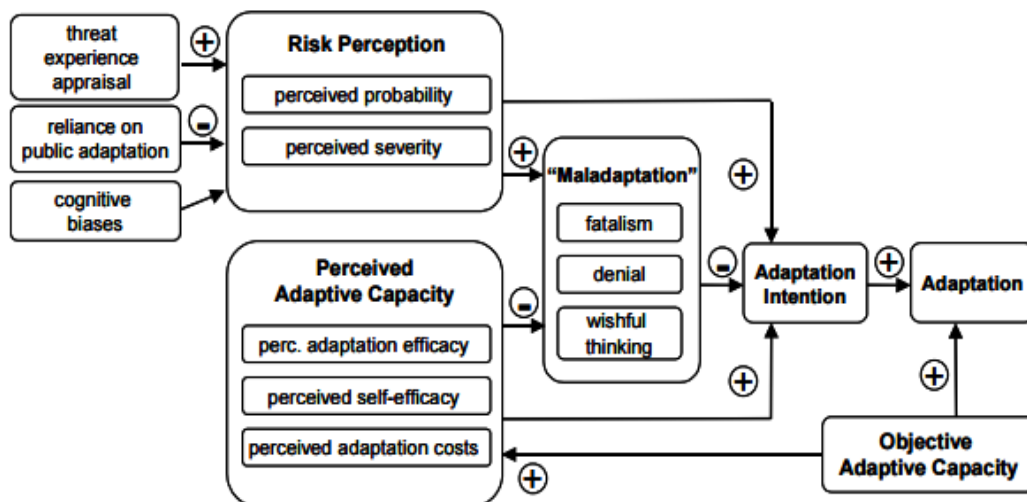 threat
experience
appraisal
+
reliance on
public adaptation
-
cognitive
biases
Risk Perception
perceived probability
perceived severity
+
"Maladaptation"
fatalism
denial
wishful
thinking
+
-
Perceived
Adaptive Capacity
perc. adaptation efficacy
perceived self-efficacy
perceived adaptation costs
-
+
Adaptation
Intention
+
Adaptation
+
Objective
Adaptive Capacity
+